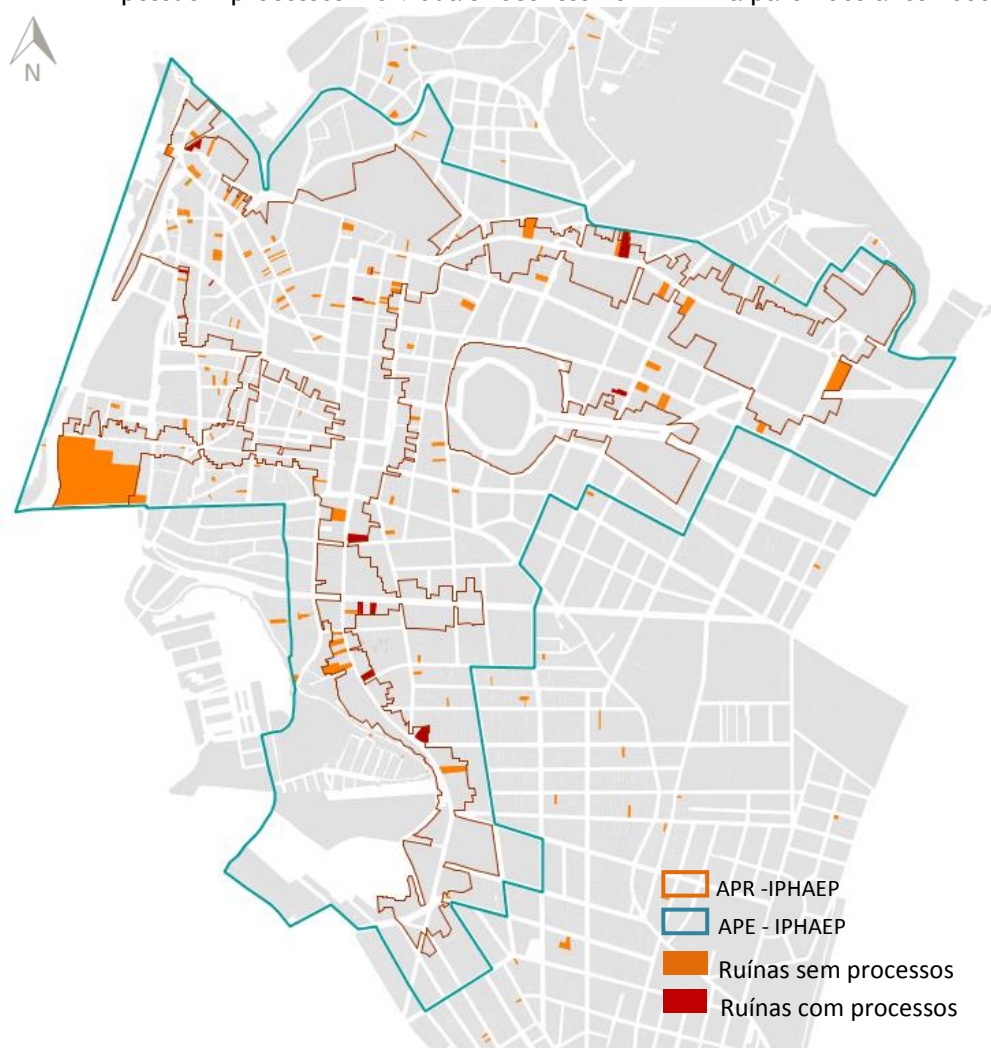 N
APR -IPHAEP
APE - IPHAEP
Ruínas sem processos
Ruínas com processos